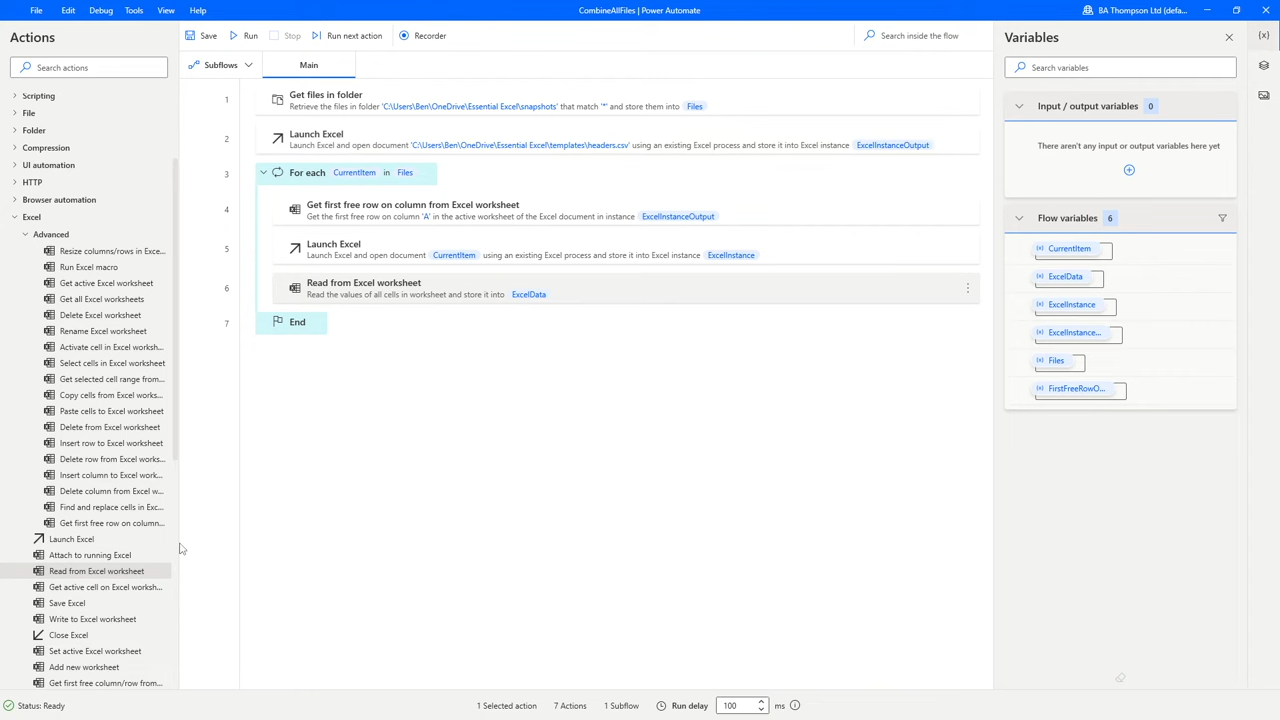 File Edit Debug Tools View Help
CombineAllFiles | Power Automate
BA Thompson Ltd (defa...
Actions
Search actions
Scripting
File
Folder
Compression
UI automation
HTTP
Browser automation
Excel
Advanced
Resize columns/rows in Exce...
Run Excel macro
Get active Excel worksheet
Get all Excel worksheets
Delete Excel worksheet
Rename Excel worksheet
Activate cell in Excel worksh...
Select cells in Excel worksheet
Get selected cell range from...
Copy cells from Excel works...
Paste cells to Excel worksheet
Delete from Excel worksheet
Insert row to Excel worksheet
Delete row from Excel works...
Insert column to Excel work...
Delete column from Excel w...
Find and replace cells in Exc...
Get first free row on column...
Launch Excel
Attach to running Excel
Read from Excel worksheet
Get active cell on Excel worksh...
Save Excel
Write to Excel worksheet
Close Excel
Set active Excel worksheet
Add new worksheet
Get first free column/row from...
Save Run Stop Run next action Recorder
Search inside the flow
Subflows Main
1 Get files in folder
Retrieve the files in folder 'C:\Users\Ben\OneDrive\Essential Excel\snapshots' that match '*' and store them into Files
2 Launch Excel
Launch Excel and open document 'C:\Users\Ben\OneDrive\Essential Excel\templates\headers.csv' using an existing Excel process and store it into Excel instance ExcelInstanceOutput
3 For each CurrentItem in Files
4 Get first free row on column from Excel worksheet
Get the first free row on column 'A' in the active worksheet of the Excel document in instance ExcelInstanceOutput
5 Launch Excel
Launch Excel and open document CurrentItem using an existing Excel process and store it into Excel instance ExcelInstance
6 Read from Excel worksheet
Read the values of all cells in worksheet and store it into ExcelData
7 End
Variables
{x}
Search variables
Input / output variables 0
There aren't any input or output variables here yet
Flow variables 6
(x) CurrentItem
(x) ExcelData
(x) ExcelInstance
(x) ExcelInstance...
(x) Files
(x) FirstFreeRowO...
Status: Ready
1 Selected action 7 Actions 1 Subflow Run delay 100 ms